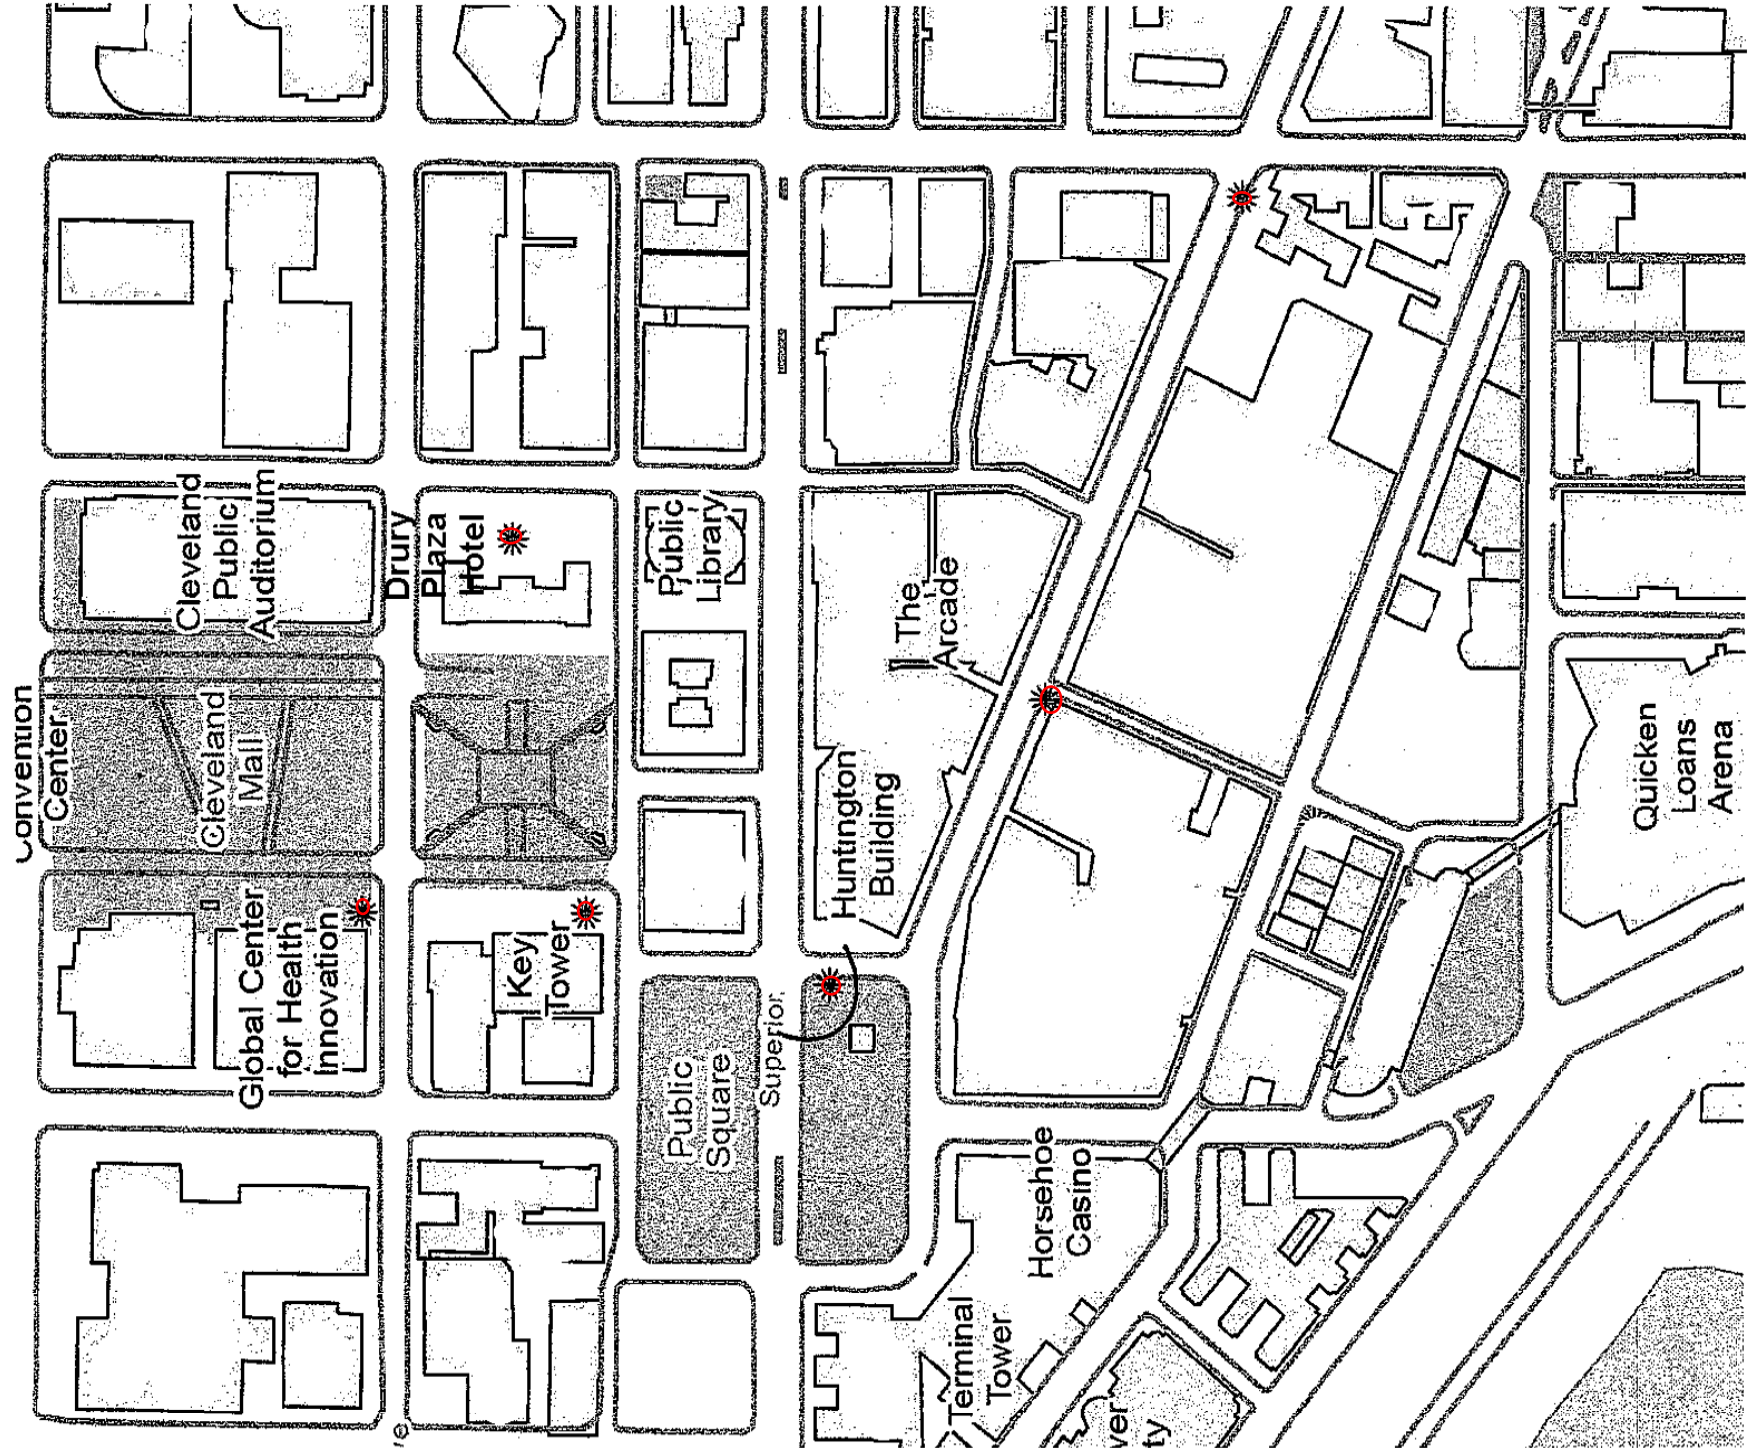 Convention
Center
Cleveland
Public
Auditorium
Cleveland
Mall
Global Center
for Health
Innovation
Drury
Plaza
Hotel
Key
Tower
Public
Library
Public
Square
Superior
Huntington
Building
The
Arcade
Horsehoe
Casino
Terminal
Tower
Quicken
Loans
Arena